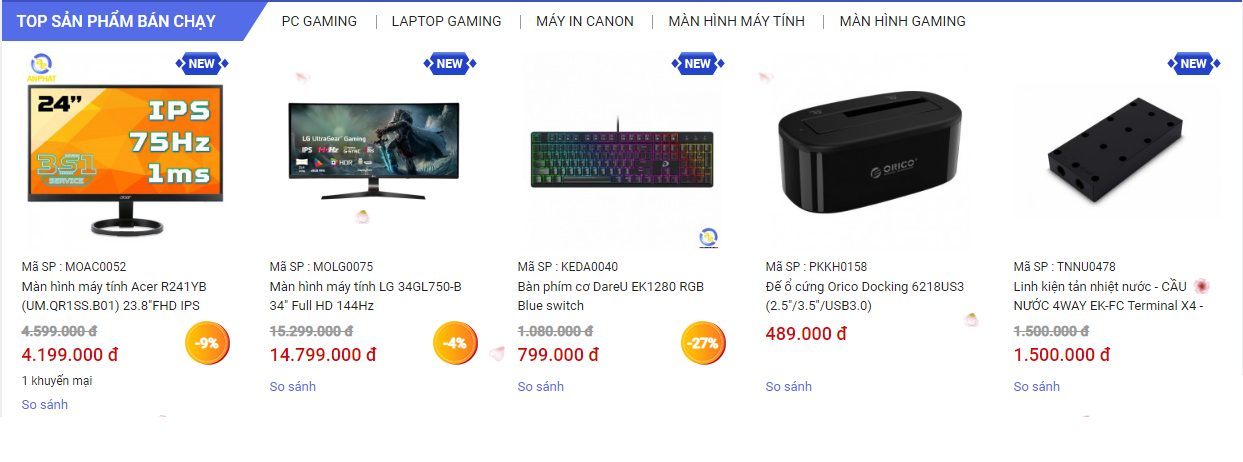 TOP SẢN PHẨM BÁN CHẠY
PC GAMING
LAPTOP GAMING
MÁY IN CANON
MÀN HÌNH MÁY TÍNH
MÀN HÌNH GAMING
ANPHAT
NEW
24”
IPS
75Hz
1ms
3S1
SERVICE
acer
Mã SP : MOAC0052
Màn hình máy tính Acer R241YB
(UM.QR1SS.B01) 23.8"FHD IPS
4.599.000 đ
4.199.000 đ
-9%
1 khuyến mại
So sánh
NEW
LG UltraGear Gaming
IPS
HDR
Mã SP : MOLG0075
Màn hình máy tính LG 34GL750-B
34" Full HD 144Hz
15.299.000 đ
14.799.000 đ
-4%
So sánh
NEW
Mã SP : KEDA0040
Bàn phím cơ DareU EK1280 RGB
Blue switch
1.080.000 đ
799.000 đ
-27%
So sánh
ORICO
Mã SP : PKKH0158
Đế ổ cứng Orico Docking 6218US3
(2.5"/3.5"/USB3.0)
489.000 đ
So sánh
NEW
Mã SP : TNNU0478
Linh kiện tản nhiệt nước - CẦU
NƯỚC 4WAY EK-FC Terminal X4 -
1.500.000 đ
1.500.000 đ
So sánh